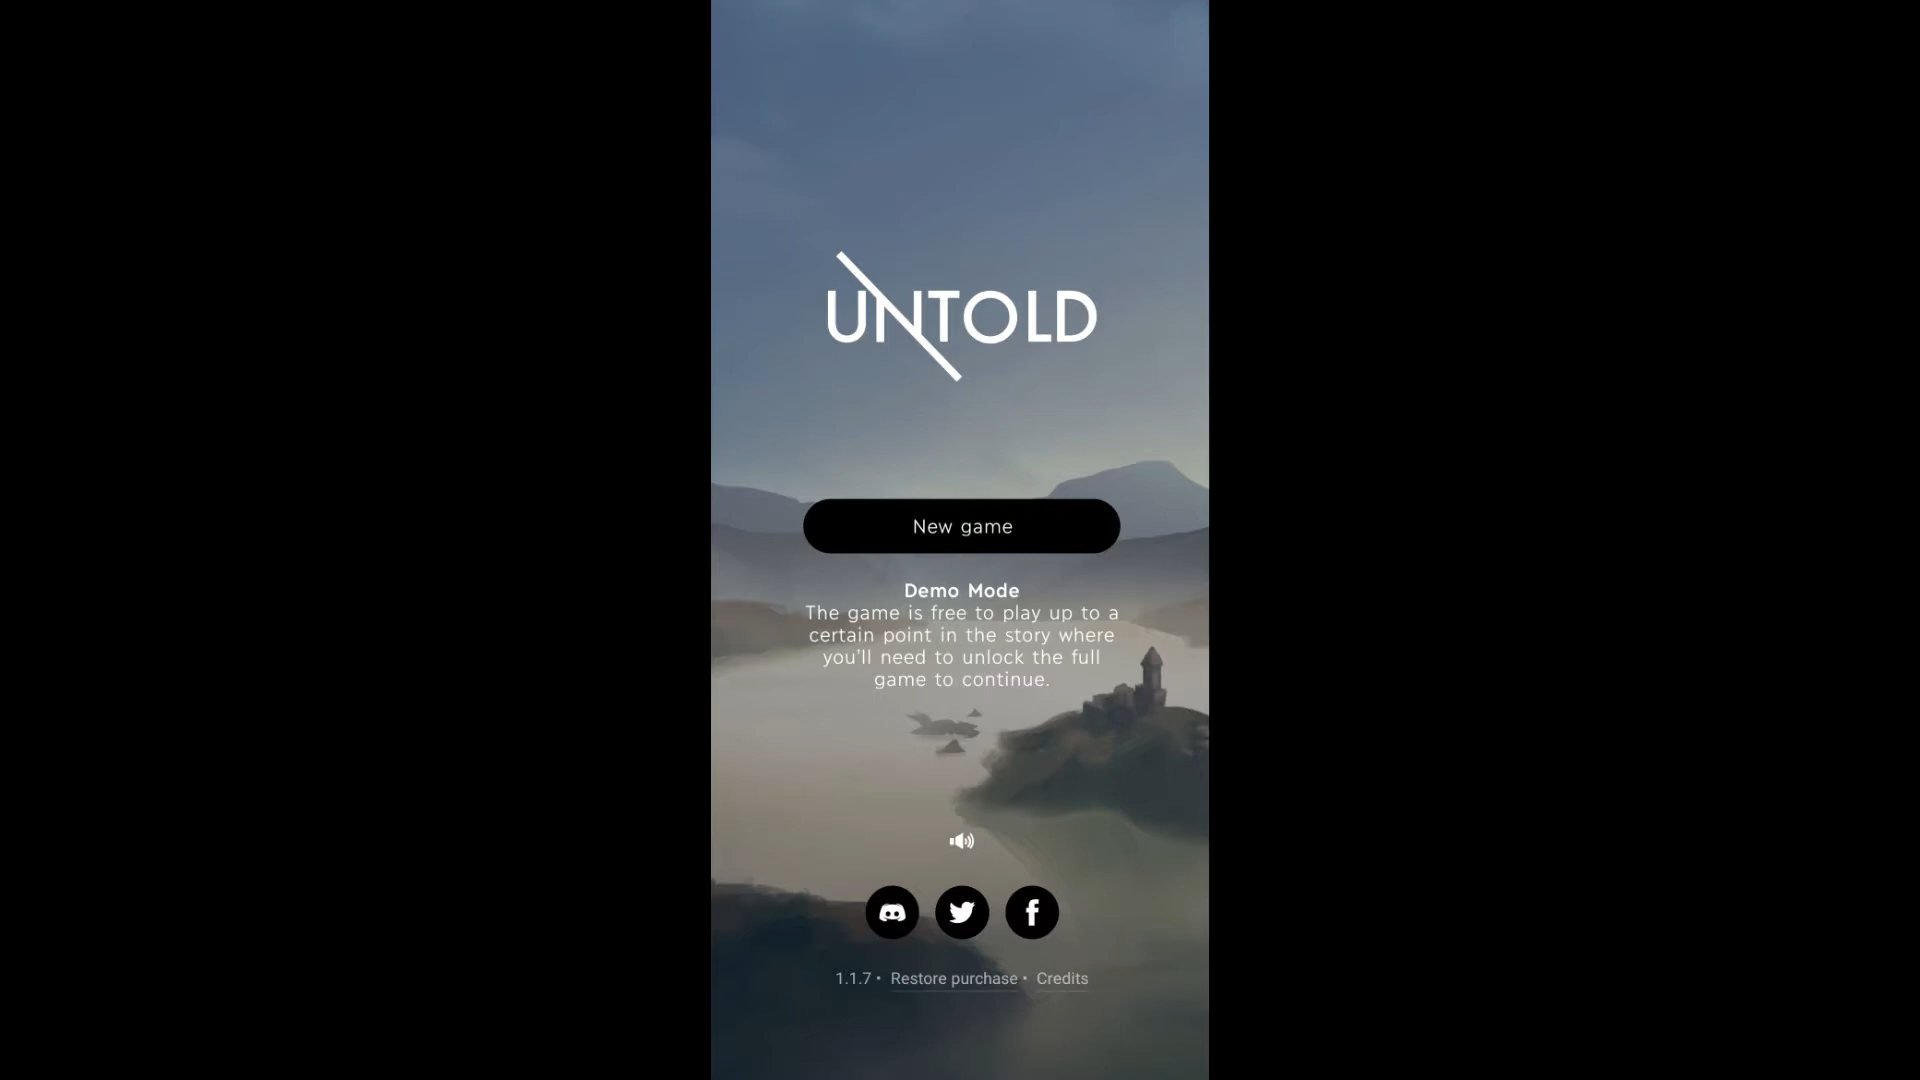 UNTOLD
New game
Demo Mode
The game is free to play up to a
certain point in the story where
you'll need to unlock the full
game to continue.
1.1.7 • Restore purchase • Credits